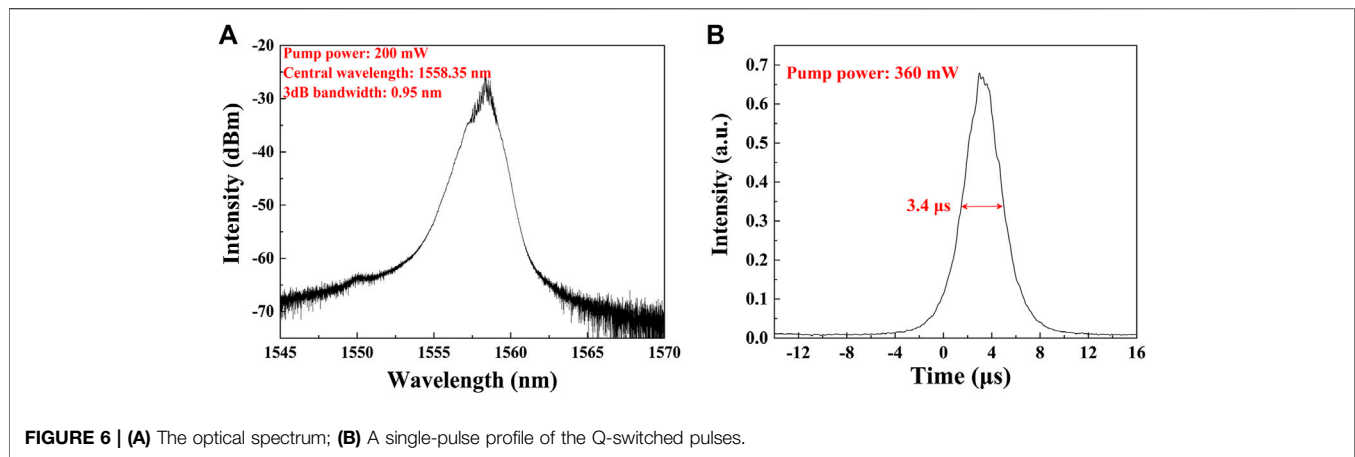 A
Pump power: 200 mW
Central wavelength: 1558.35 nm
3dB bandwidth: 0.95 nm
Intensity (dBm)
-20
-30
-40
-50
-60
-70
1545
1550
1555
1560
1565
1570
Wavelength (nm)
B
Pump power: 360 mW
3.4 μs
Intensity (a.u.)
0.7
0.6
0.5
0.4
0.3
0.2
0.1
0.0
-12
-8
-4
0
4
8
12
16
Time (μs)
FIGURE 6 | (A) The optical spectrum; (B) A single-pulse profile of the Q-switched pulses.